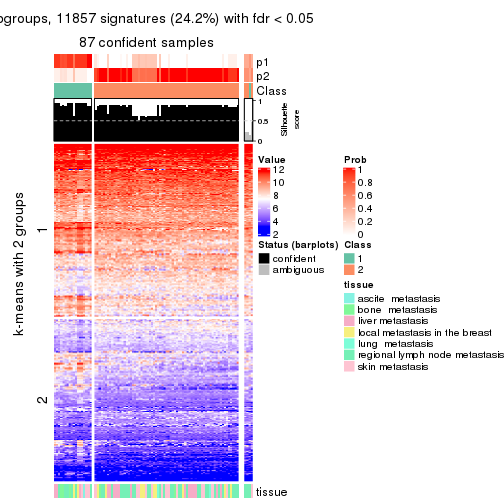 ogroups, 11857 signatures (24.2%) with fdr < 0.05
87 confident samples
p1
p2
Class
1
0.5
0
Silhouette
score
k-means with 2 groups
1
2
tissue
Value
12
10
8
6
4
2
Prob
1
0.8
0.6
0.4
0.2
0
Status (barplots)
confident
ambiguous
Class
1
2
tissue
ascite metastasis
bone metastasis
liver metastasis
local metastasis in the breast
lung metastasis
regional lymph node metastasis
skin metastasis